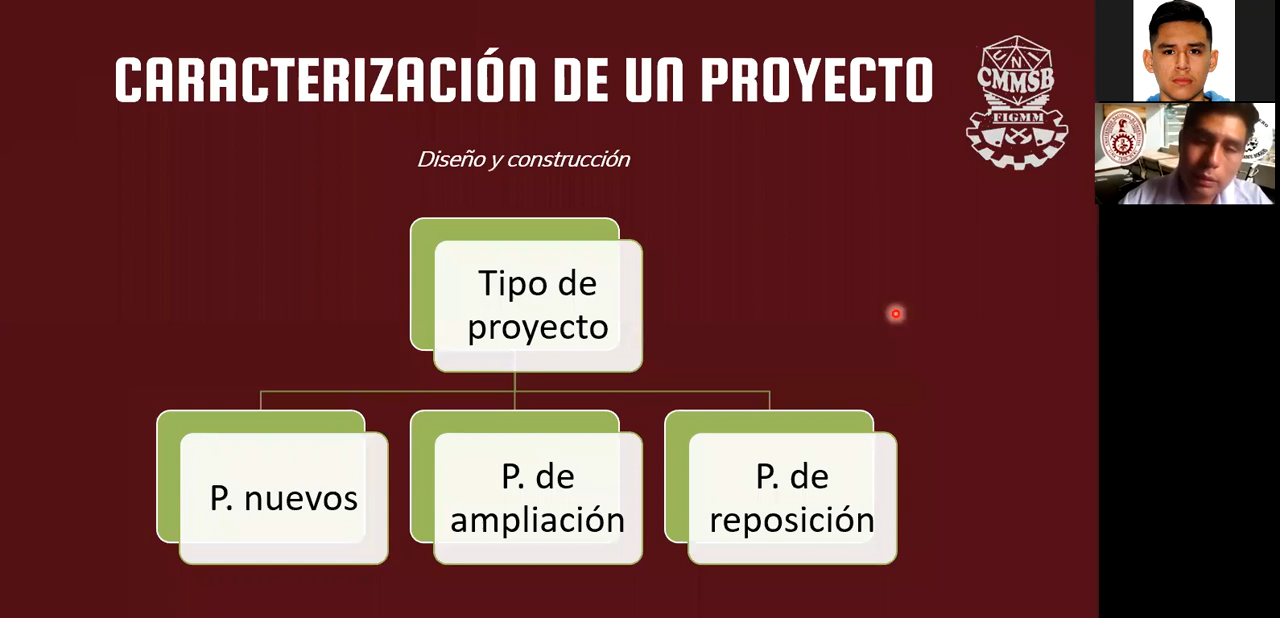 CARACTERIZACIÓN DE UN PROYECTO
UNI
CMMSB
FIGMM
Diseño y construcción
Tipo de
proyecto
P. nuevos
P. de
ampliación
P. de
reposición